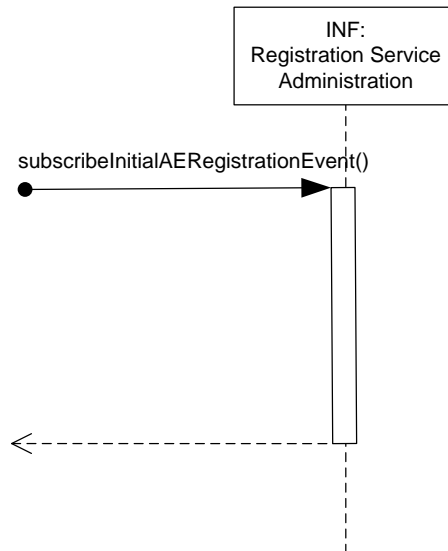 INF:
Registration Service
Administration
subscribeInitialAERegistrationEvent()